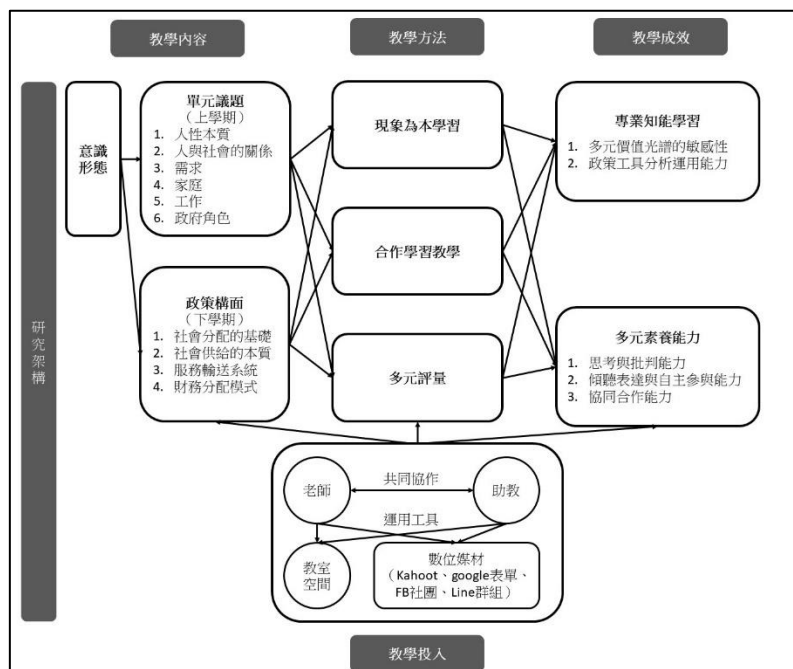 教學內容
教學方法
教學成效
研究架構
意識
形態
單元議題
（上學期）
1. 人性本質
2. 人與社會的關係
3. 需求
4. 家庭
5. 工作
6. 政府角色
政策構面
（下學期）
1. 社會分配的基礎
2. 社會供給的本質
3. 服務輸送系統
4. 財務分配模式
現象為本學習
合作學習教學
多元評量
專業知能學習
1. 多元價值光譜的敏感性
2. 政策工具分析運用能力
多元素養能力
1. 思考與批判能力
2. 傾聽表達與自主參與能力
3. 協同合作能力
老師
共同協作
助教
運用工具
教室
空間
數位媒材
（Kahoot、google表單、
FB社團、Line群組）
教學投入